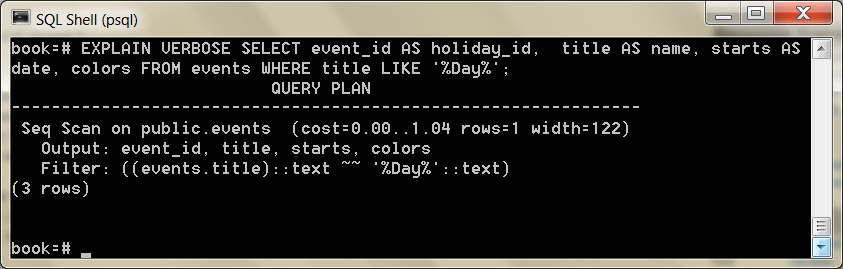 SQL Shell (psql)
book=# EXPLAIN VERBOSE SELECT event_id AS holiday_id,  title AS name, starts AS
date, colors FROM events WHERE title LIKE '%Day%';
                          QUERY PLAN
---------------------------------------------------------------
 Seq Scan on public.events  (cost=0.00..1.04 rows=1 width=122)
   Output: event_id, title, starts, colors
   Filter: ((events.title)::text ~~ '%Day%'::text)
(3 rows)
book=# _